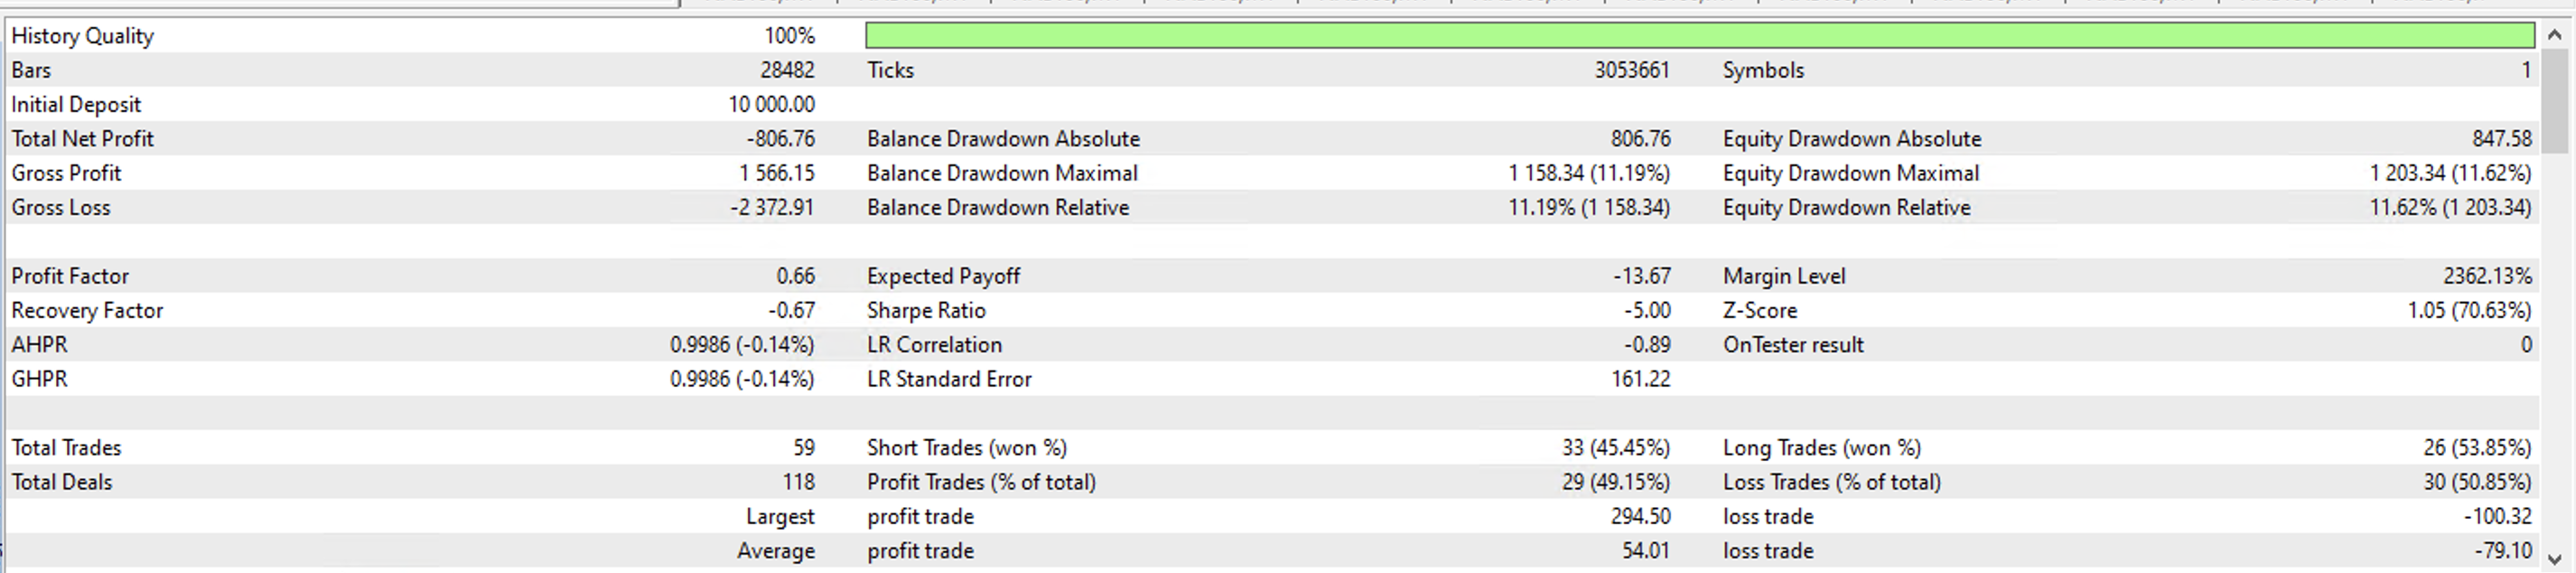 History Quality 100%
Bars 28482 Ticks 3053661 Symbols 1
Initial Deposit 10 000.00
Total Net Profit -806.76 Balance Drawdown Absolute 806.76 Equity Drawdown Absolute 847.58
Gross Profit 1 566.15 Balance Drawdown Maximal 1 158.34 (11.19%) Equity Drawdown Maximal 1 203.34 (11.62%)
Gross Loss -2 372.91 Balance Drawdown Relative 11.19% (1 158.34) Equity Drawdown Relative 11.62% (1 203.34)
Profit Factor 0.66 Expected Payoff -13.67 Margin Level 2362.13%
Recovery Factor -0.67 Sharpe Ratio -5.00 Z-Score 1.05 (70.63%)
AHPR 0.9986 (-0.14%) LR Correlation -0.89 OnTester result 0
GHPR 0.9986 (-0.14%) LR Standard Error 161.22
Total Trades 59 Short Trades (won %) 33 (45.45%) Long Trades (won %) 26 (53.85%)
Total Deals 118 Profit Trades (% of total) 29 (49.15%) Loss Trades (% of total) 30 (50.85%)
Largest profit trade 294.50 loss trade -100.32
Average profit trade 54.01 loss trade -79.10